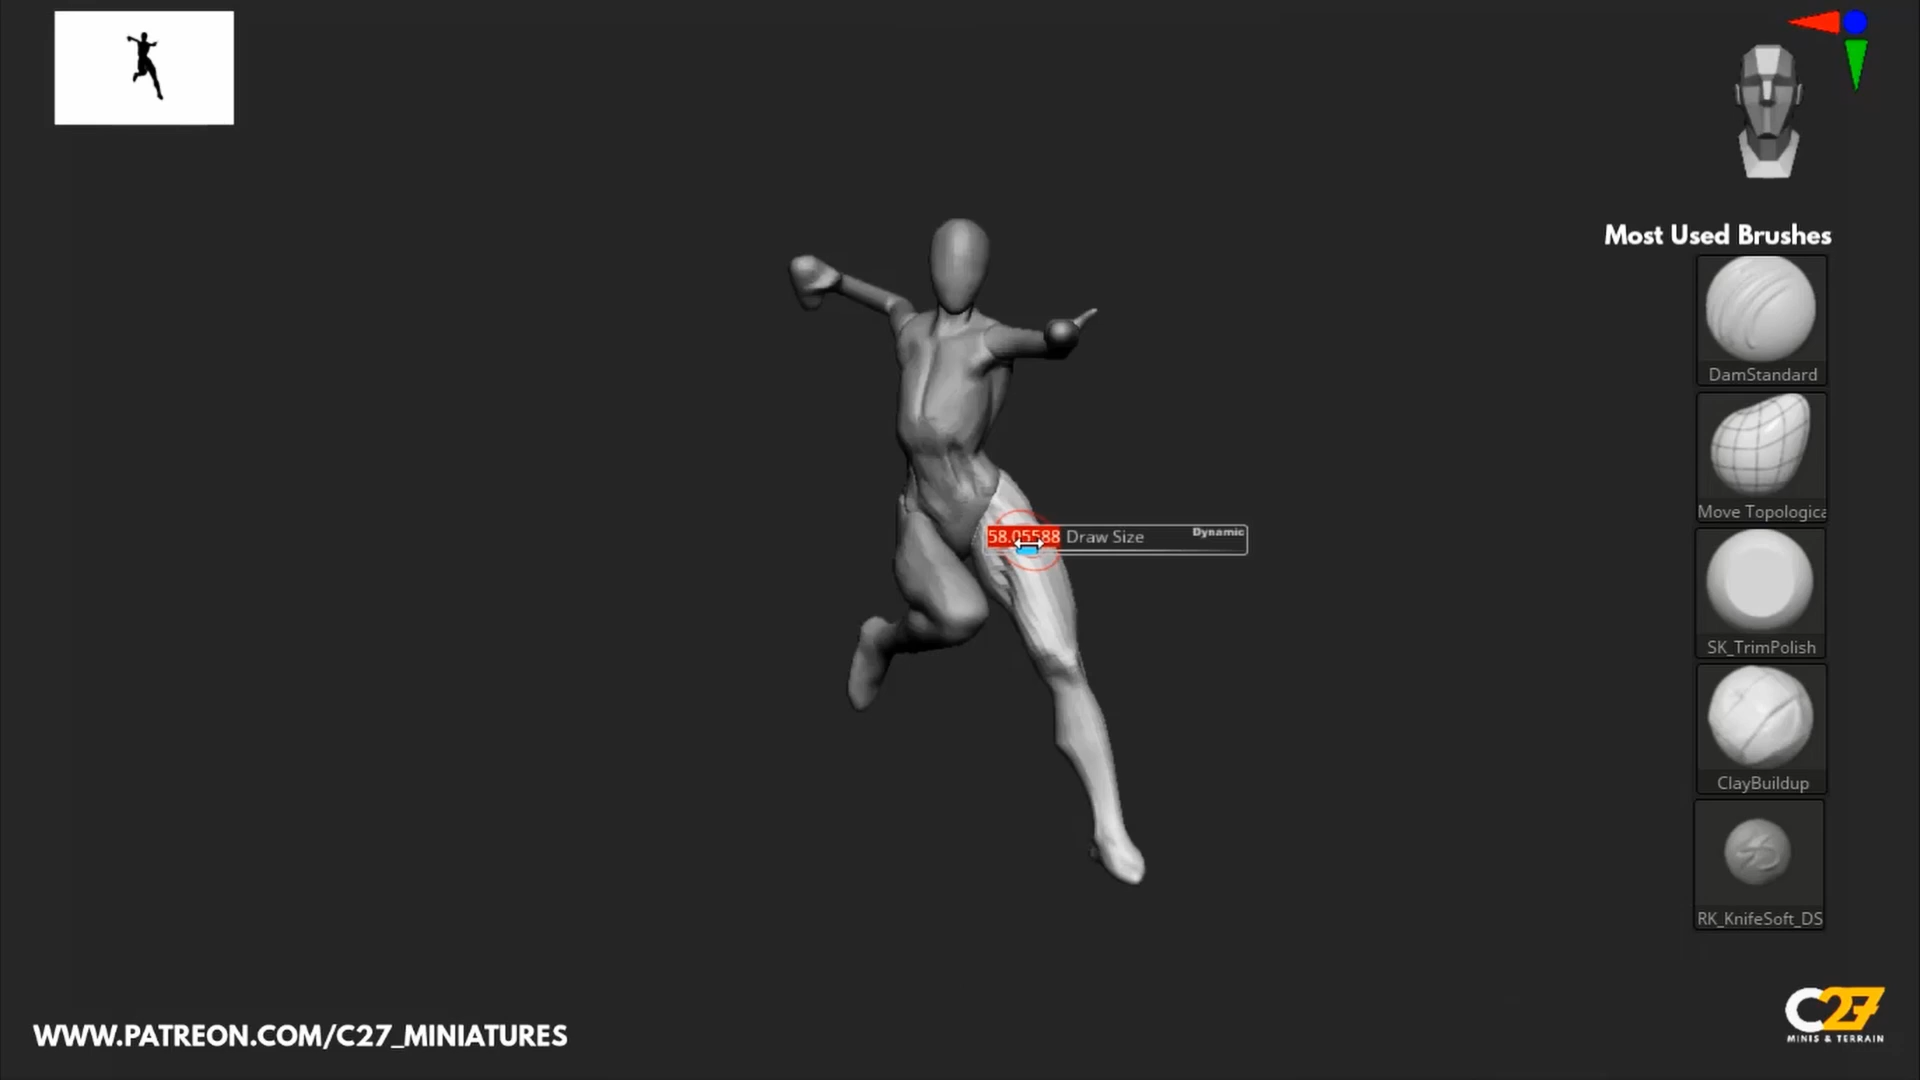 Most Used Brushes
DamStandard
58.05588 Draw Size Dynamic
Move Topologica
SK_TrimPolish
ClayBuildup
RK_KnifeSoft_DS
WWW.PATREON.COM/C27_MINIATURES
C27
MINIS & TERRAIN